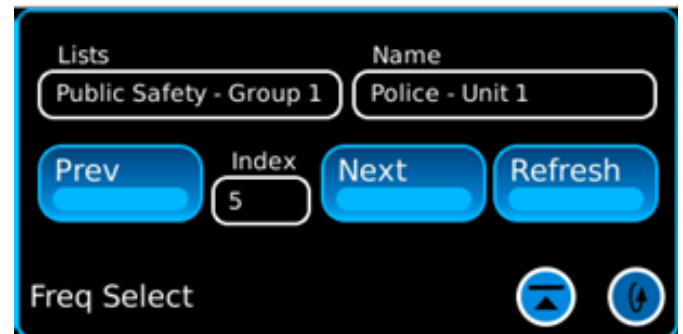 Lists
Name
Public Safety - Group 1
Police - Unit 1
Prev
Index
5
Next
Refresh
Freq Select